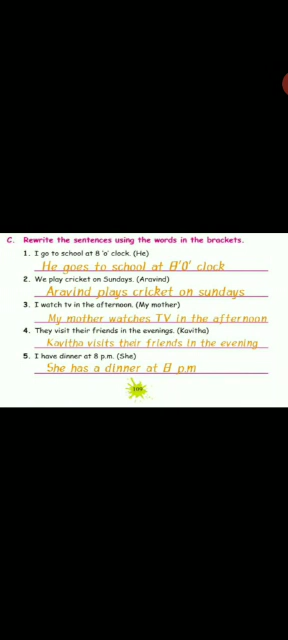 C. Rewrite the sentences using the words in the brackets.
1. I go to school at 8 'o' clock. (He)
He goes to school at 8'0' clock
2. We play cricket on Sundays. (Aravind)
Aravind plays cricket on sundays
3. I watch tv in the afternoon. (My mother)
My mother watches TV in the afternoon
4. They visit their friends in the evenings. (Kavitha)
Kavitha visits their friends in the evening
5. I have dinner at 8 p.m. (She)
She has a dinner at 8 p.m
109